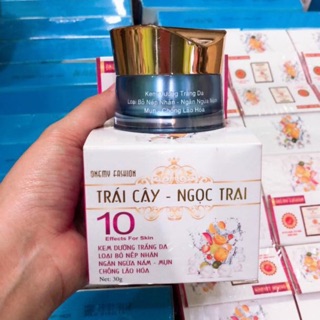 Kem Dưỡng Trắng Da
Loại Bỏ Nếp Nhăn - Ngăn Ngừa Nám
Mụn - Chống Lão Hóa
ONEMY FASHION
TRÁI CÂY - NGỌC TRAI
10
Effects For Skin
KEM DƯỠNG TRẮNG DA
LOẠI BỎ NẾP NHĂN
NGĂN NGỪA NÁM - MỤN
CHỐNG LÃO HÓA
Net: 30g